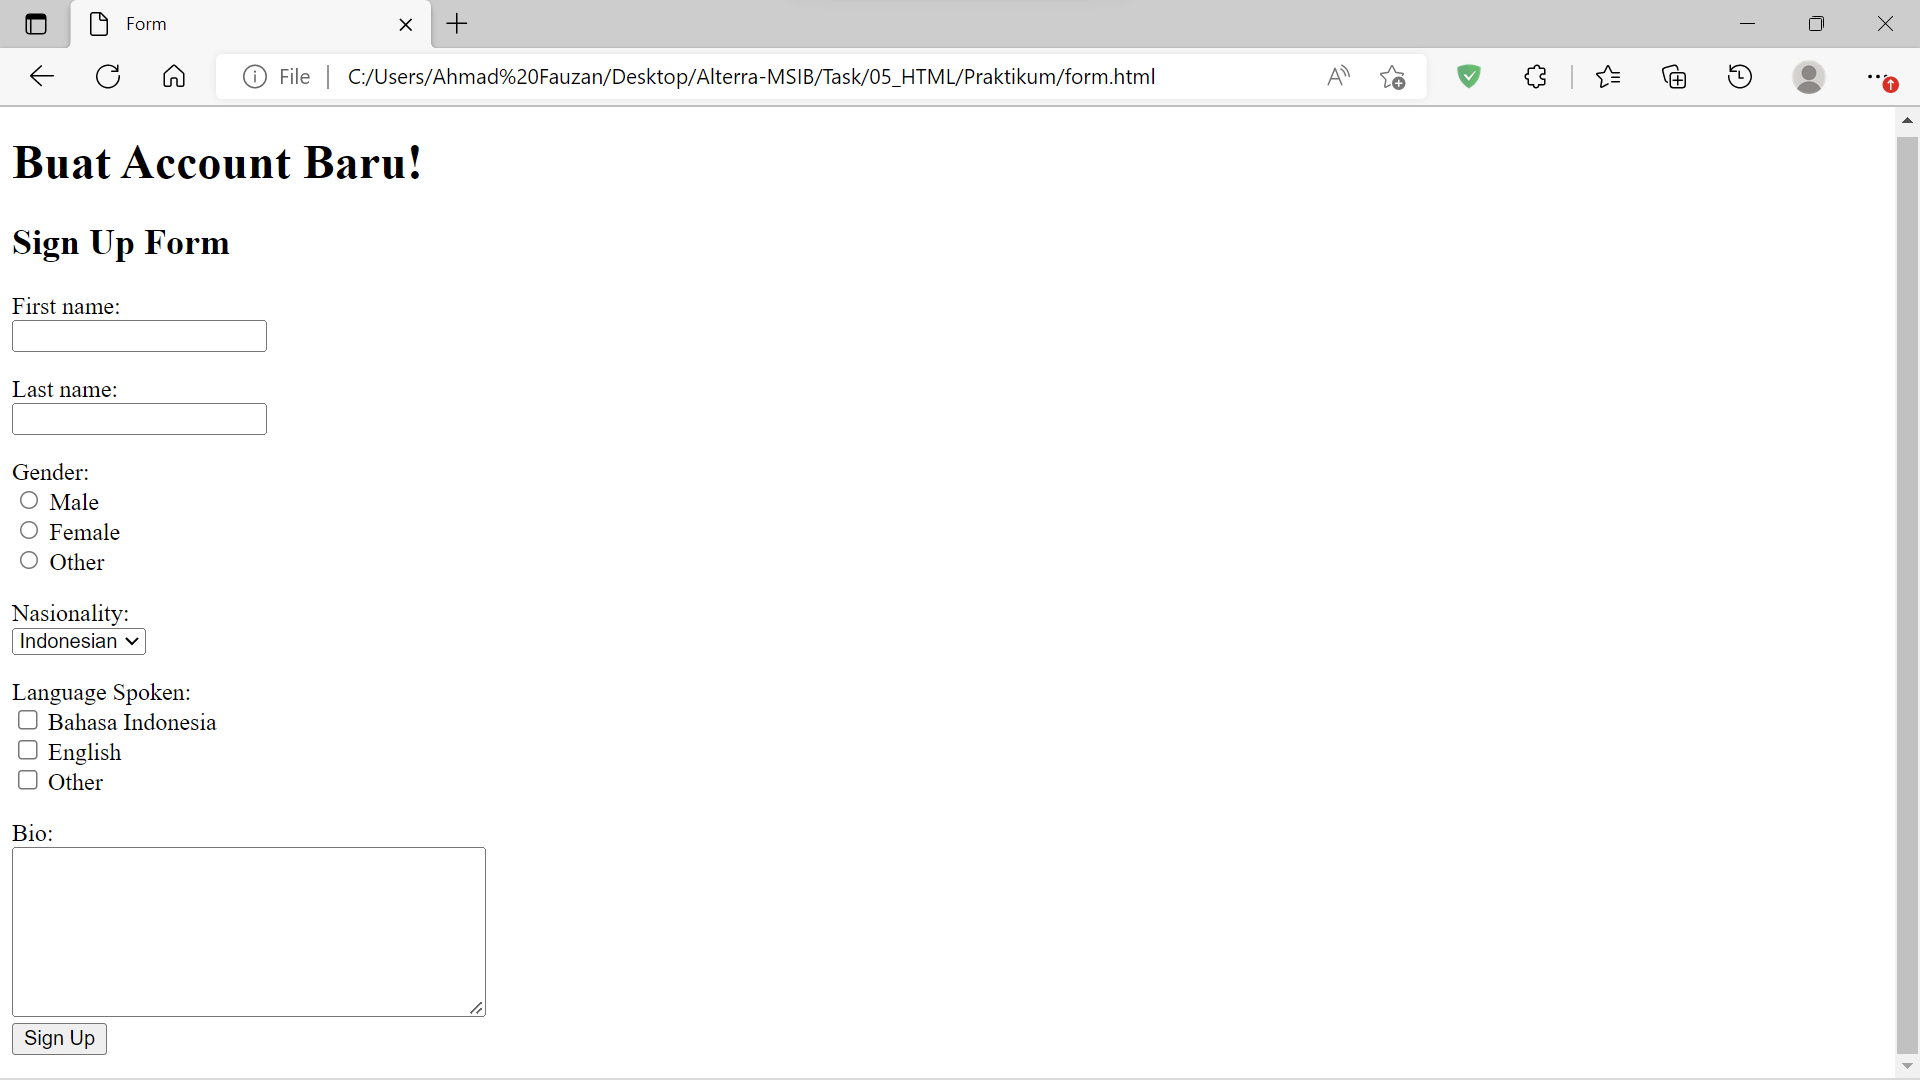 Form
File
C:/Users/Ahmad%20Fauzan/Desktop/Alterra-MSIB/Task/05_HTML/Praktikum/form.html
Buat Account Baru!
Sign Up Form
First name:
Last name:
Gender:
Male
Female
Other
Nasionality:
Indonesian
Language Spoken:
Bahasa Indonesia
English
Other
Bio:
Sign Up